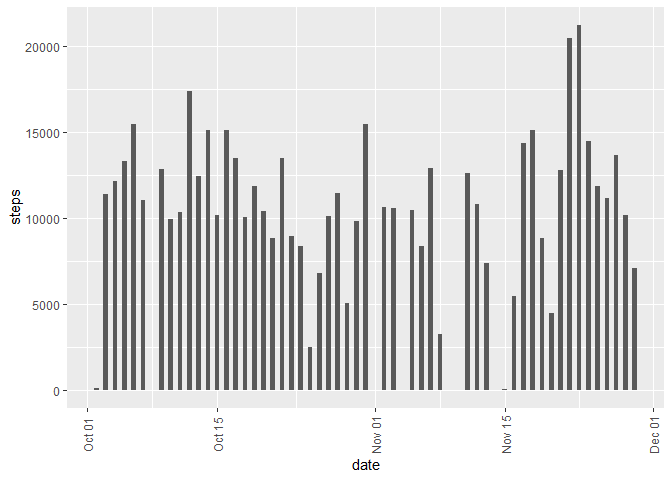 20000
15000
10000
5000
0
steps
Oct 01
Oct 15
Nov 01
Nov 15
Dec 01
date